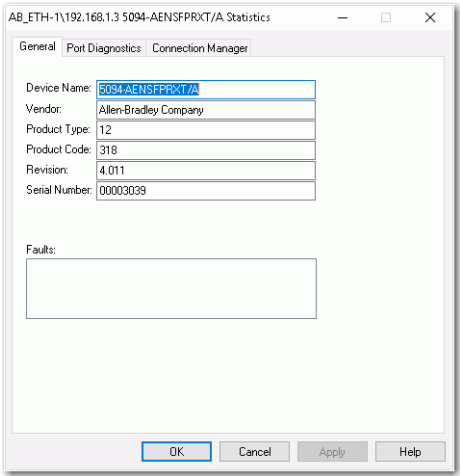 AB_ETH-1\192.168.1.3 5094-AENSFPRXT/A Statistics
General Port Diagnostics Connection Manager
Device Name: 5094-AENSFPRXT/A
Vendor: Allen-Bradley Company
Product Type: 12
Product Code: 318
Revision: 4.011
Serial Number: 00003039
Faults:
OK Cancel Apply Help